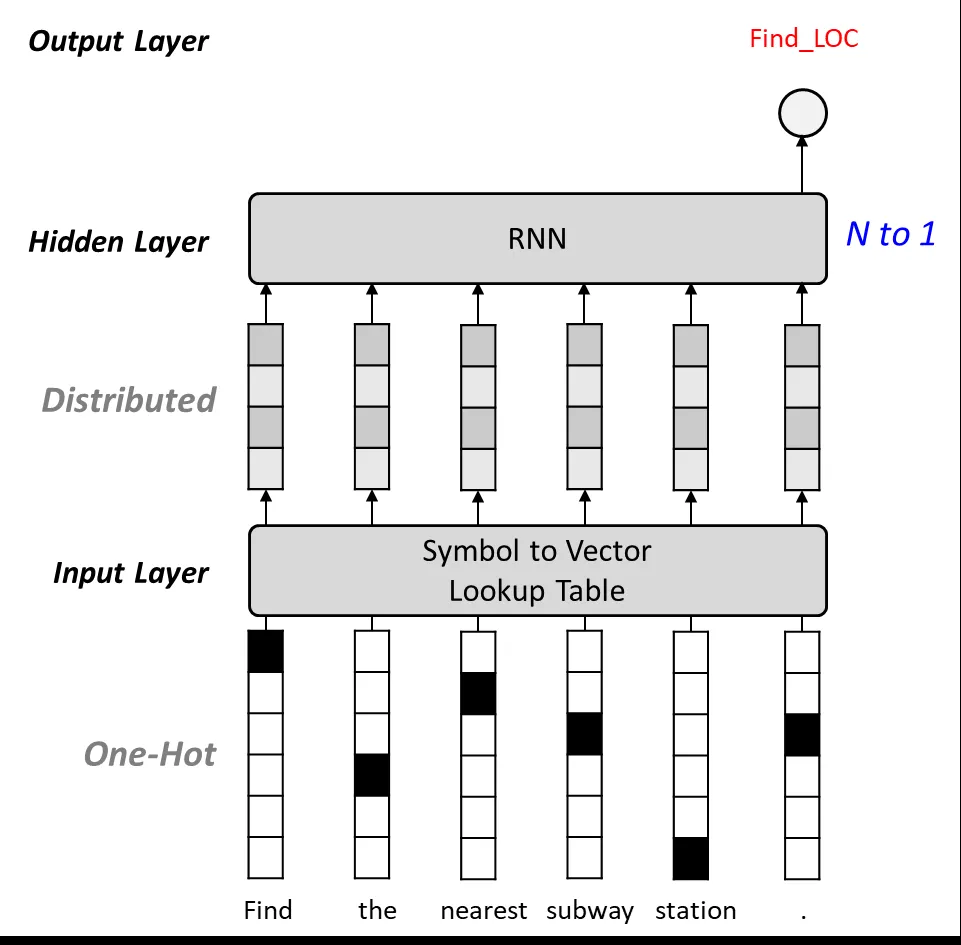 Output Layer
Find_LOC
Hidden Layer
RNN
N to 1
Distributed
Input Layer
Symbol to Vector
Lookup Table
One-Hot
Find the nearest subway station .